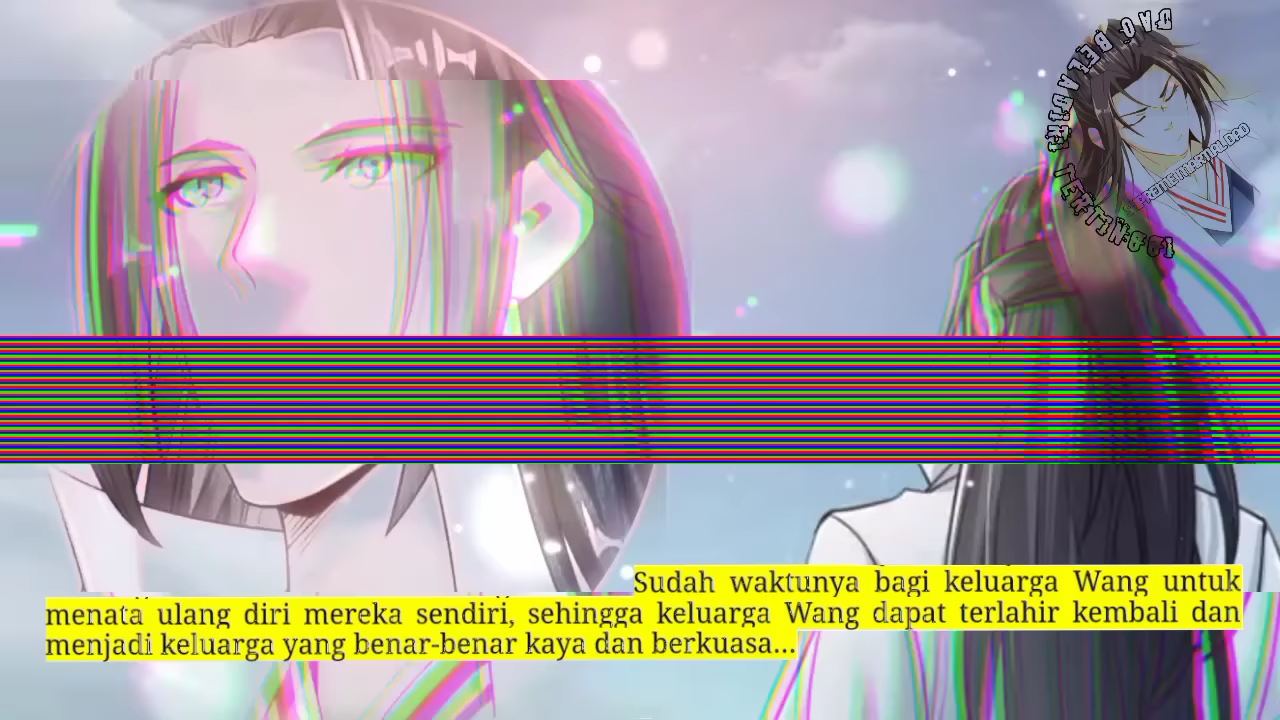 Sudah waktunya bagi keluarga Wang untuk
menata ulang diri mereka sendiri, sehingga keluarga Wang dapat terlahir kembali dan
menjadi keluarga yang benar-benar kaya dan berkuasa...